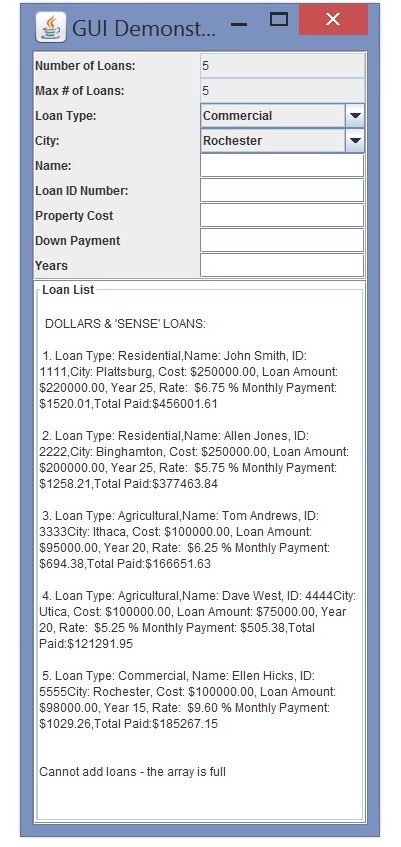 GUI Demonst...
Number of Loans: 5
Max # of Loans: 5
Loan Type: Commercial
City: Rochester
Name:
Loan ID Number:
Property Cost
Down Payment
Years
Loan List
DOLLARS & 'SENSE' LOANS:
1. Loan Type: Residential,Name: John Smith, ID:
1111,City: Plattsburg, Cost: $250000.00, Loan Amount:
$220000.00, Year 25, Rate:  $6.75 % Monthly Payment:
$1520.01,Total Paid:$456001.61
2. Loan Type: Residential,Name: Allen Jones, ID:
2222,City: Binghamton, Cost: $250000.00, Loan Amount:
$200000.00, Year 25, Rate:  $5.75 % Monthly Payment:
$1258.21,Total Paid:$377463.84
3. Loan Type: Agricultural,Name: Tom Andrews, ID:
3333City: Ithaca, Cost: $100000.00, Loan Amount:
$95000.00, Year 20, Rate:  $6.25 % Monthly Payment:
$694.38,Total Paid:$166651.63
4. Loan Type: Agricultural,Name: Dave West, ID: 4444City:
Utica, Cost: $100000.00, Loan Amount: $75000.00, Year
20, Rate:  $5.25 % Monthly Payment: $505.38,Total
Paid:$121291.95
5. Loan Type: Commercial, Name: Ellen Hicks, ID:
5555City: Rochester, Cost: $100000.00, Loan Amount:
$98000.00, Year 15, Rate:  $9.60 % Monthly Payment:
$1029.26,Total Paid:$185267.15
Cannot add loans - the array is full